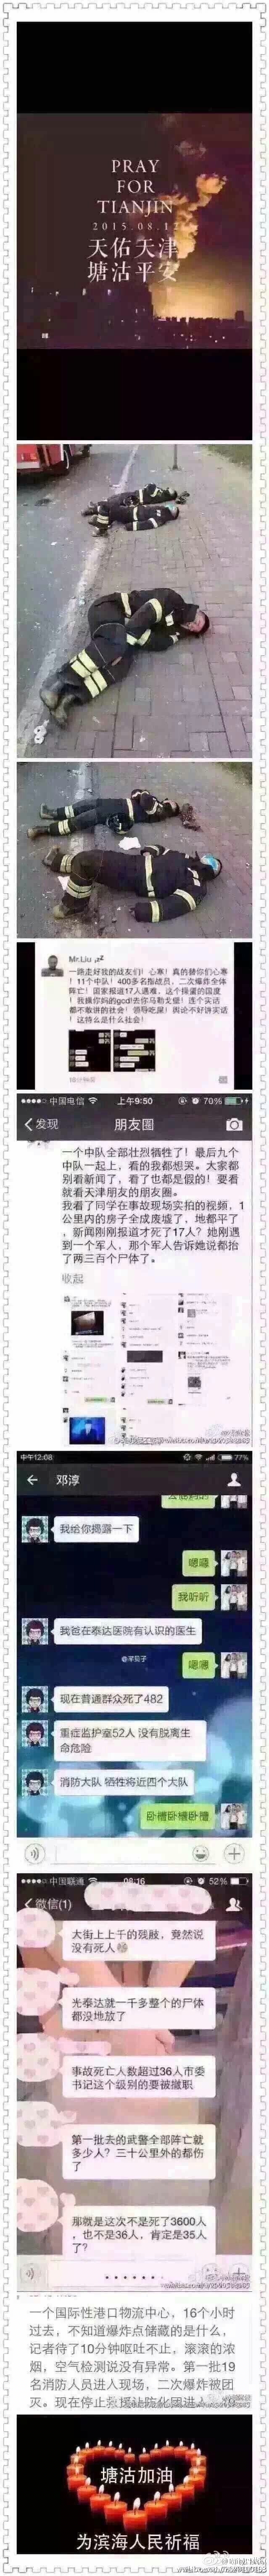 PRAY
FOR
TIANJIN
2015.08.12
天佑天津
塘沽平安
Mr.Liu
一路走好我的战友们！心寒！真的替你们心寒
！11个中队！400多名指战员，二次爆炸全体
阵亡！国家报道17人遇难，这个操蛋的国度
都不敢讲的社会！领导吃屎！舆论不好诉实话
！这特么是什么社会！
中国电信
上午9:50
70%
发现
朋友圈
一个中队全部壮烈牺牲了！最后九个
中队一起上，看的我都想哭。大家都
别看新闻了，看了也都是假的！要看
就看天津朋友的朋友圈。
我看了同学在事故现场实拍的视频，1
公里内的房子全成废墟了，地都平了
，新闻刚刚报道才死了17人？她刚遇
到一个军人，那个军人告诉她说都抬
了两三百个尸体了。
收起
中午12:08
77%
邓淳
我给你揭露一下
嗯嗯
我听听
我爸在泰达医院有认识的医生
嗯嗯
现在普通群众死了482
重症监护室52人 没有脱离生
命危险
消防大队 牺牲将近四个大队
卧槽卧槽卧槽
中国联通
08:16
52%
微信(1)
大街上上千的残肢，竟然说
没有死人
光泰达就一千多整个的尸体
都没地放了
事故死亡人数超过36人市委
书记这个级别的要被撤职
第一批去的武警全部阵亡就
多少人？三十公里外的都伤
了
那就是这次不是死了3600人
，也不是36人，肯定是35人
了？
一个国际性港口物流中心，16个小时
过去，不知道爆炸点储藏的是什么，
记者待了10分钟呕吐不止，滚滚的浓
烟，空气检测说没有异常。第一批19
名消防人员进入现场，二次爆炸被团
灭。现在停止救援让防化团进入
塘沽加油
为滨海人民祈福